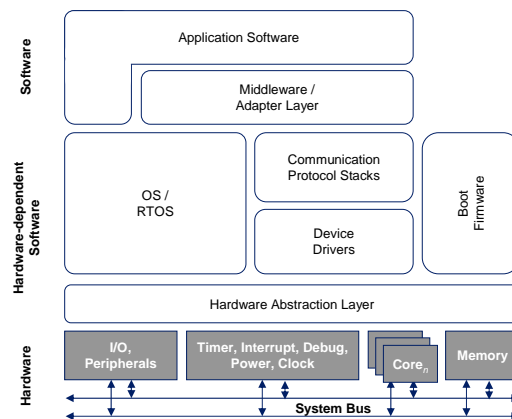 Software
Application Software
Middleware /
Adapter Layer
Hardware-dependent
Software
OS /
RTOS
Communication
Protocol Stacks
Device
Drivers
Boot
Firmware
Hardware Abstraction Layer
Hardware
I/O,
Peripherals
Timer, Interrupt, Debug,
Power, Clock
Coreₙ
Memory
System Bus